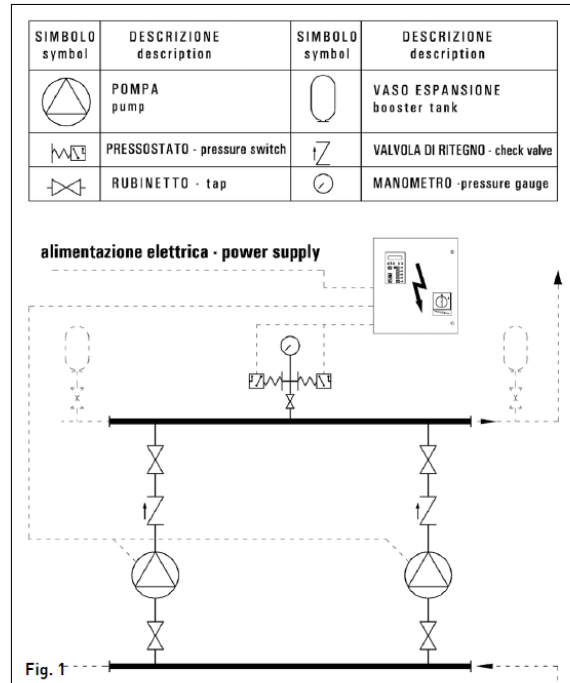 SIMBOLO
symbol
DESCRIZIONE
description
SIMBOLO
symbol
DESCRIZIONE
description
POMPA
pump
VASO ESPANSIONE
booster tank
PRESSOSTATO - pressure switch
VALVOLA DI RITEGNO - check valve
RUBINETTO - tap
MANOMETRO -pressure gauge
alimentazione elettrica - power supply
Fig. 1